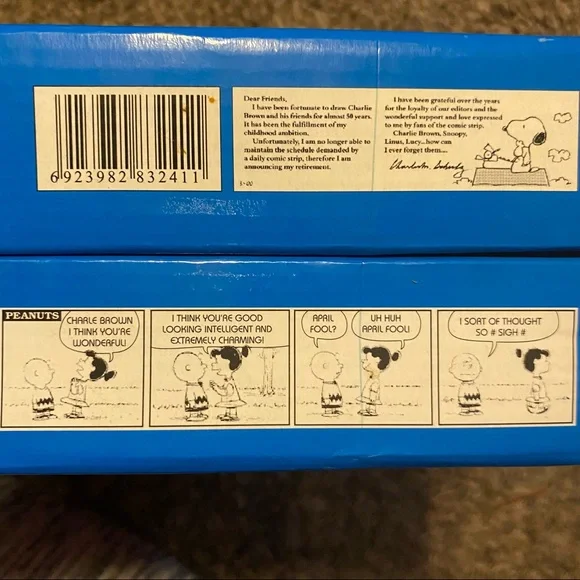 6 923982 832411
Dear Friends,
I have been fortunate to draw Charlie
Brown and his friends for almost 50 years.
It has been the fulfillment of my
childhood ambition.
Unfortunately, I am no longer able to
maintain the schedule demanded by
a daily comic strip, therefore I am
announcing my retirement.
I have been grateful over the years
for the loyalty of our editors and the
wonderful support and love expressed
to me by fans of the comic strip.
Charlie Brown, Snoopy,
Linus, Lucy...how can
I ever forget them....
PEANUTS
CHARLE BROWN
I THINK YOU'RE
WONDERFUL!
I THINK YOU'RE GOOD
LOOKING INTELLIGENT AND
EXTREMELY CHARMING!
APRIL
FOOL?
UH HUH
APRIL FOOL!
I SORT OF THOUGHT
SO # SIGH #